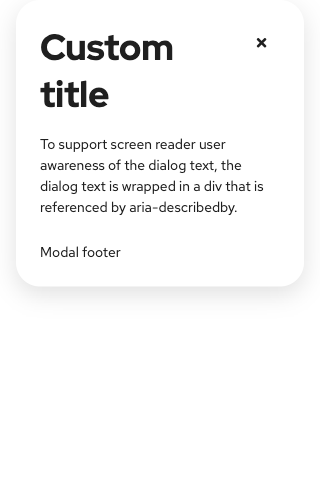 Custom
title
To support screen reader user
awareness of the dialog text, the
dialog text is wrapped in a div that is
referenced by aria-describedby.
Modal footer